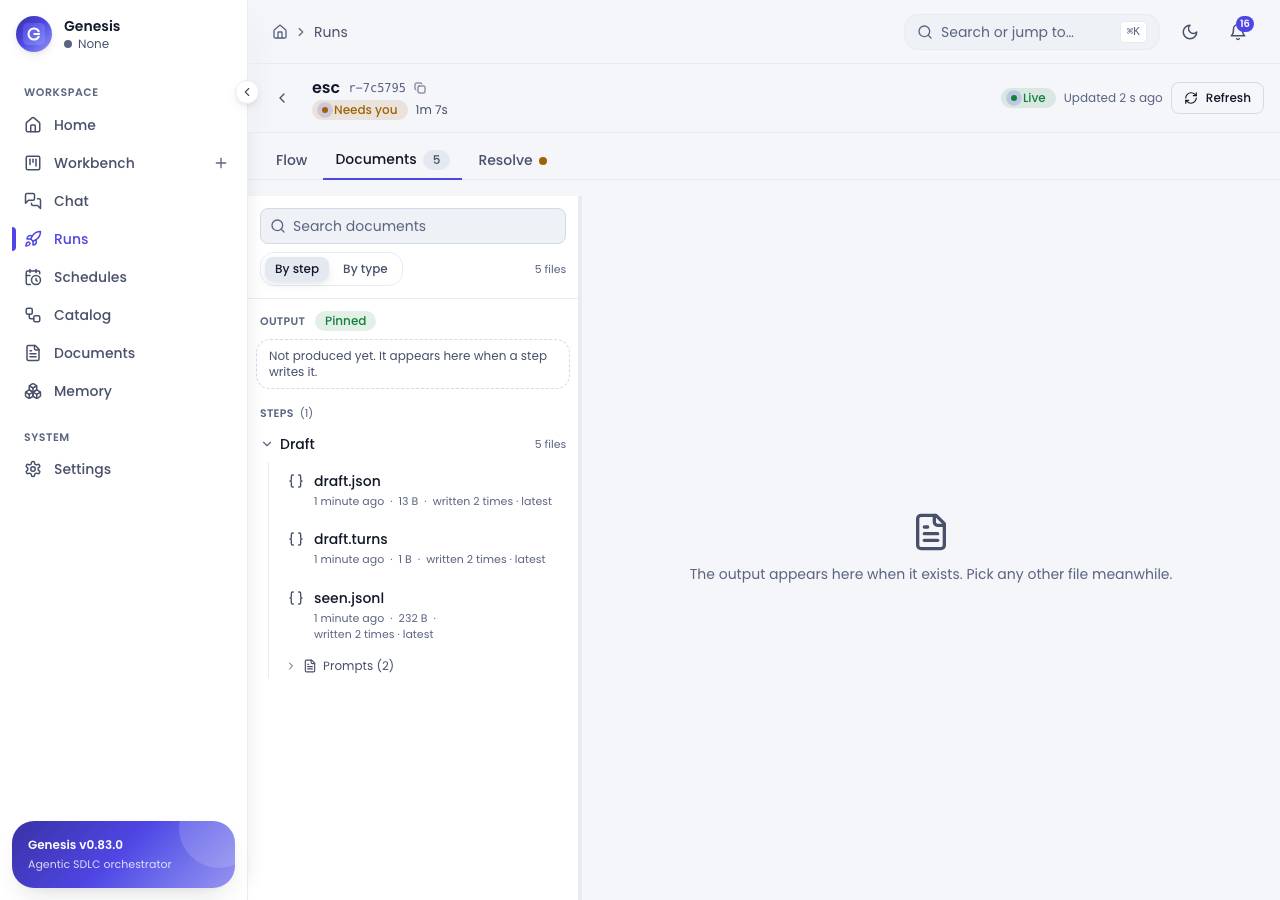 Genesis
None
WORKSPACE
Home
Workbench
Chat
Runs
Schedules
Catalog
Documents
Memory
SYSTEM
Settings
Genesis v0.83.0
Agentic SDLC orchestrator
Runs
Search or jump to…
⌘K
16
esc r-7c5795
Needs you 1m 7s
Live Updated 2 s ago Refresh
Flow Documents 5 Resolve
Search documents
By step By type 5 files
OUTPUT Pinned
Not produced yet. It appears here when a step
writes it.
STEPS (1)
Draft 5 files
{} draft.json
1 minute ago · 13 B · written 2 times · latest
{} draft.turns
1 minute ago · 1 B · written 2 times · latest
{} seen.jsonl
1 minute ago · 232 B ·
written 2 times · latest
Prompts (2)
The output appears here when it exists. Pick any other file meanwhile.